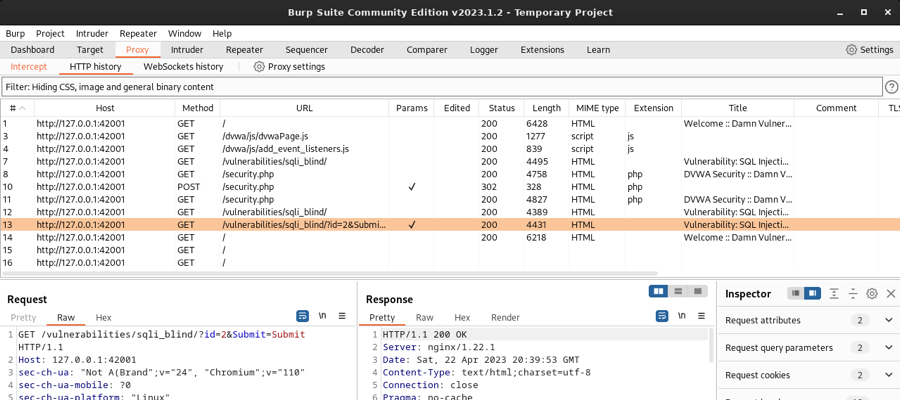 Burp Suite Community Edition v2023.1.2 - Temporary Project
Burp Project Intruder Repeater Window Help
Dashboard Target Proxy Intruder Repeater Sequencer Decoder Comparer Logger Extensions Learn Settings
Intercept HTTP history WebSockets history Proxy settings
Filter: Hiding CSS, image and general binary content
# Host Method URL Params Edited Status Length MIME type Extension Title Comment TLS
1 http://127.0.0.1:42001 GET / 200 6428 HTML Welcome :: Damn Vulner...
3 http://127.0.0.1:42001 GET /dvwa/js/dvwaPage.js 200 1277 script js
4 http://127.0.0.1:42001 GET /dvwa/js/add_event_listeners.js 200 839 script js
7 http://127.0.0.1:42001 GET /vulnerabilities/sqli_blind/ 200 4495 HTML Vulnerability: SQL Injecti...
8 http://127.0.0.1:42001 GET /security.php 200 4758 HTML php DVWA Security :: Damn V...
10 http://127.0.0.1:42001 POST /security.php ✓ 302 328 HTML php
11 http://127.0.0.1:42001 GET /security.php 200 4827 HTML php DVWA Security :: Damn V...
12 http://127.0.0.1:42001 GET /vulnerabilities/sqli_blind/ 200 4389 HTML Vulnerability: SQL Injecti...
13 http://127.0.0.1:42001 GET /vulnerabilities/sqli_blind/?id=2&Submi... ✓ 200 4431 HTML Vulnerability: SQL Injecti...
14 http://127.0.0.1:42001 GET / 200 6218 HTML Welcome :: Damn Vulner...
15 http://127.0.0.1:42001 GET /
16 http://127.0.0.1:42001 GET /
Request
Pretty Raw Hex \n
1 GET /vulnerabilities/sqli_blind/?id=2&Submit=Submit
HTTP/1.1
2 Host: 127.0.0.1:42001
3 sec-ch-ua: "Not A(Brand";v="24", "Chromium";v="110"
4 sec-ch-ua-mobile: ?0
5 sec-ch-ua-platform: "Linux"
Response
Pretty Raw Hex Render \n
1 HTTP/1.1 200 OK
2 Server: nginx/1.22.1
3 Date: Sat, 22 Apr 2023 20:39:53 GMT
4 Content-Type: text/html;charset=utf-8
5 Connection: close
6 Pragma: no-cache
Inspector
Request attributes 2
Request query parameters 2
Request cookies 2